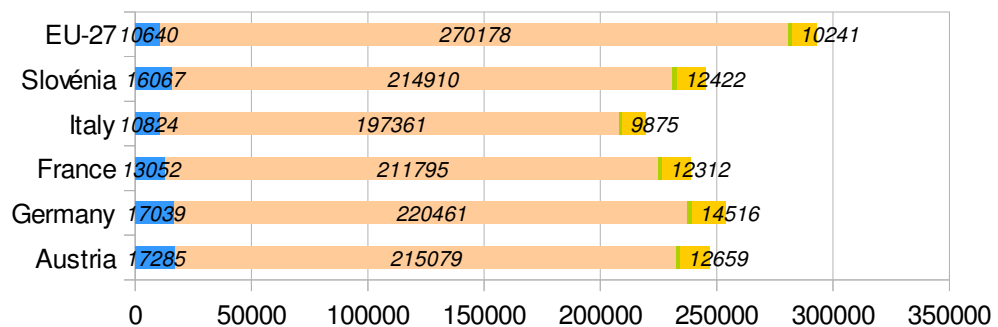 EU-27 10640 270178 10241
Slovénia 16067 214910 12422
Italy 10824 197361 9875
France 13052 211795 12312
Germany 17039 220461 14516
Austria 17285 215079 12659
0 50000 100000 150000 200000 250000 300000 350000